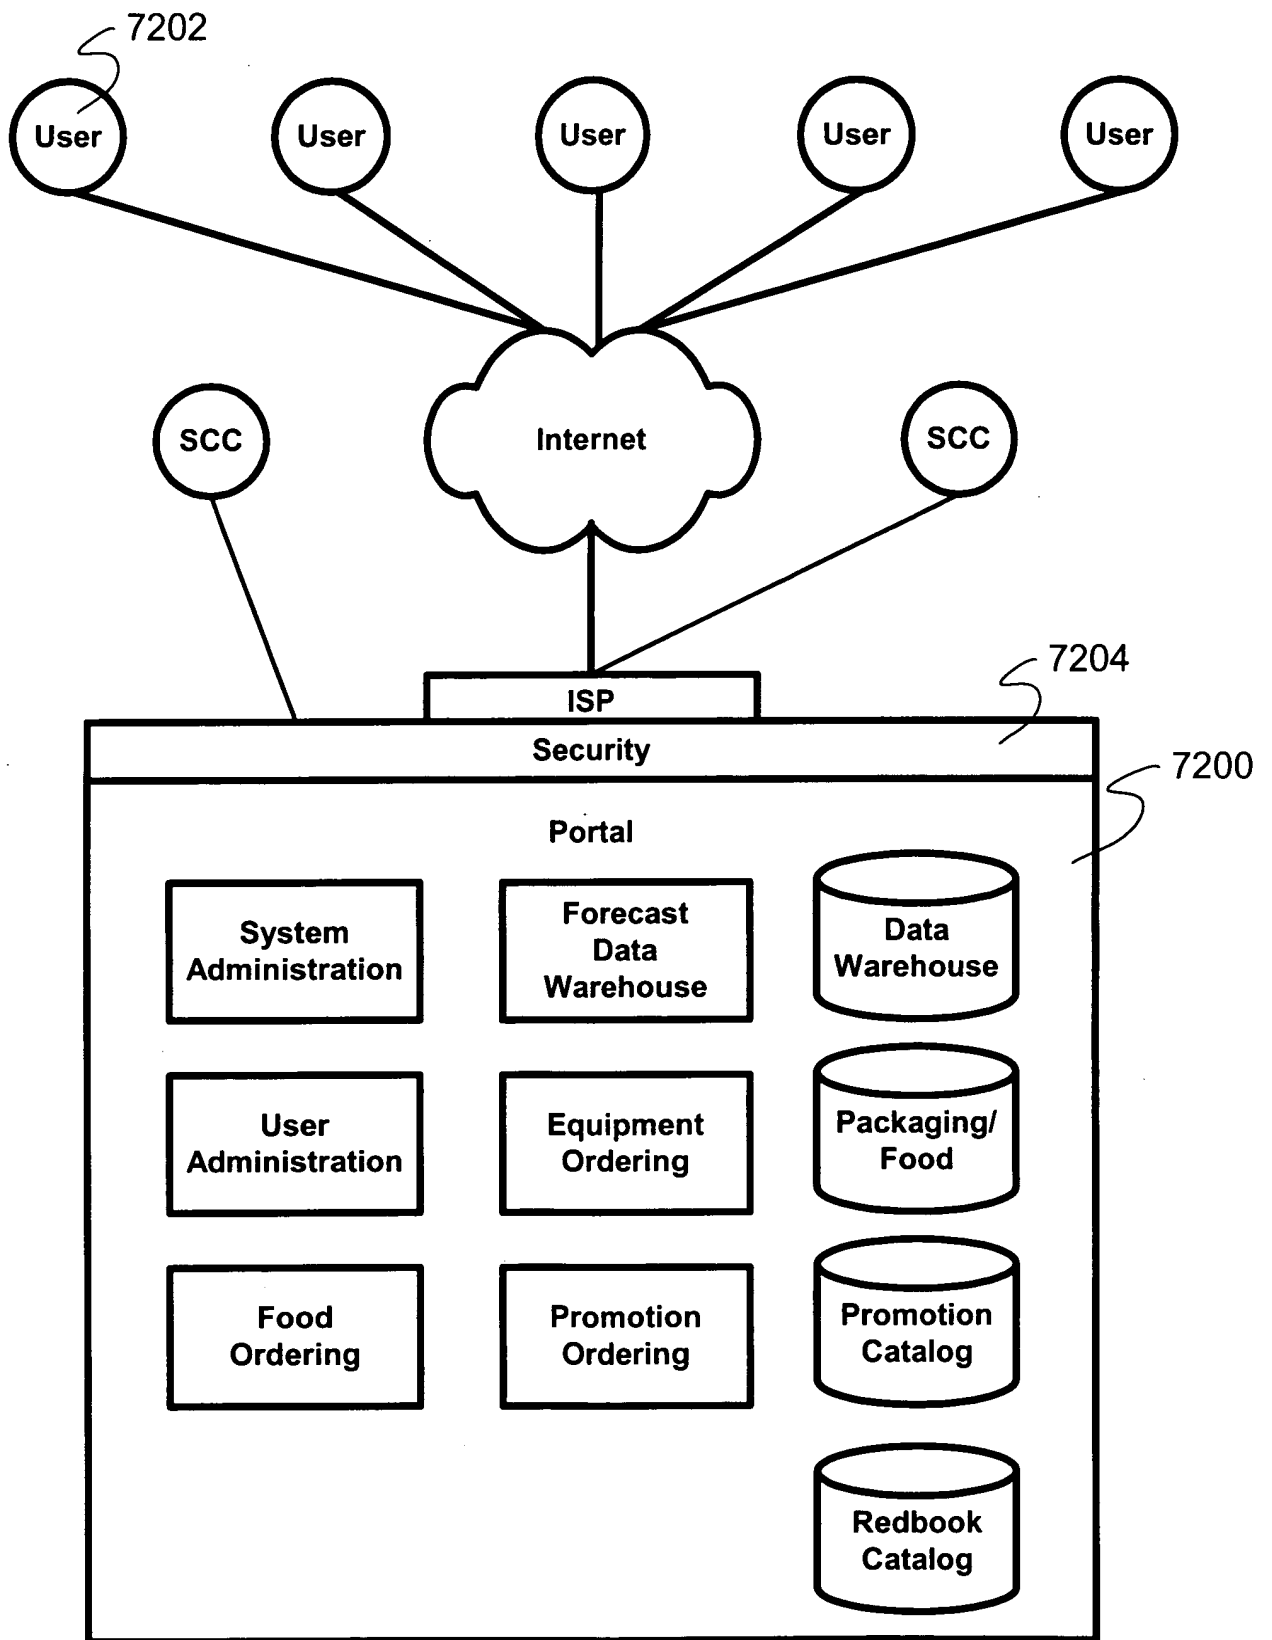 7202
User
User
User
User
User
SCC
Internet
SCC
7204
ISP
Security
7200
Portal
System
Administration
Forecast
Data
Warehouse
Data
Warehouse
User
Administration
Equipment
Ordering
Packaging/
Food
Food
Ordering
Promotion
Ordering
Promotion
Catalog
Redbook
Catalog